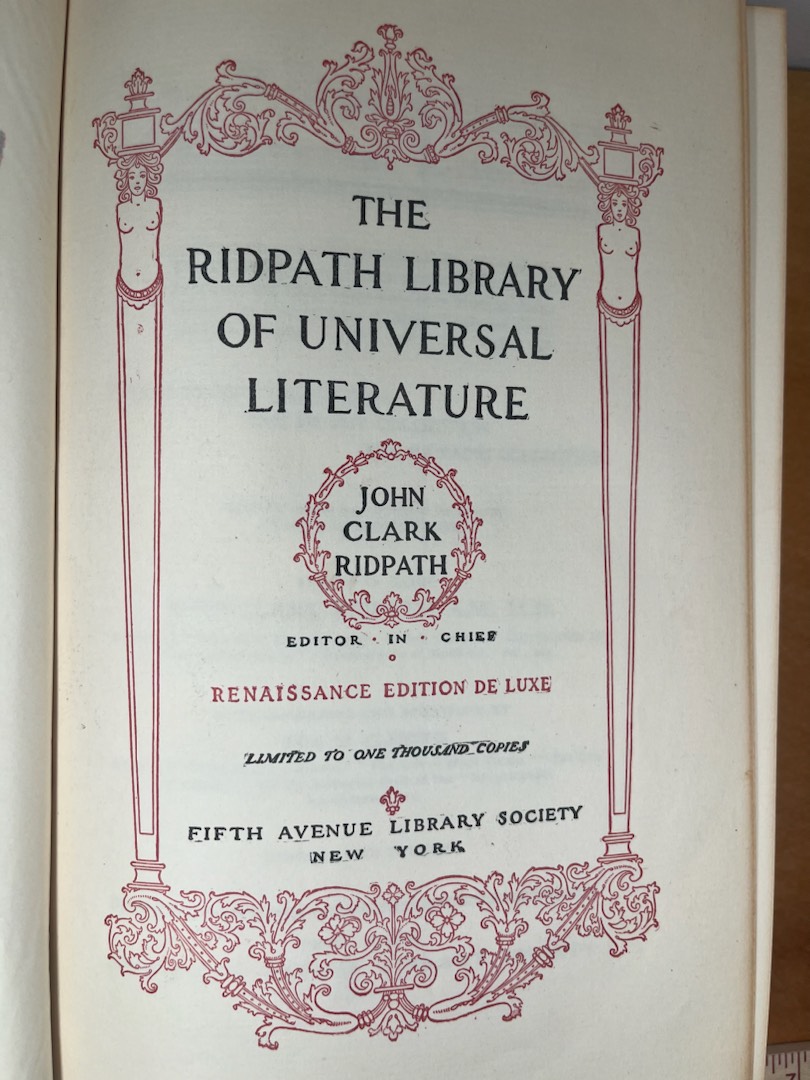 THE
RIDPATH LIBRARY
OF UNIVERSAL
LITERATURE
JOHN
CLARK
RIDPATH
EDITOR · IN · CHIEF
RENAISSANCE EDITION DE LUXE
LIMITED TO ONE THOUSAND COPIES
FIFTH AVENUE LIBRARY SOCIETY
NEW YORK